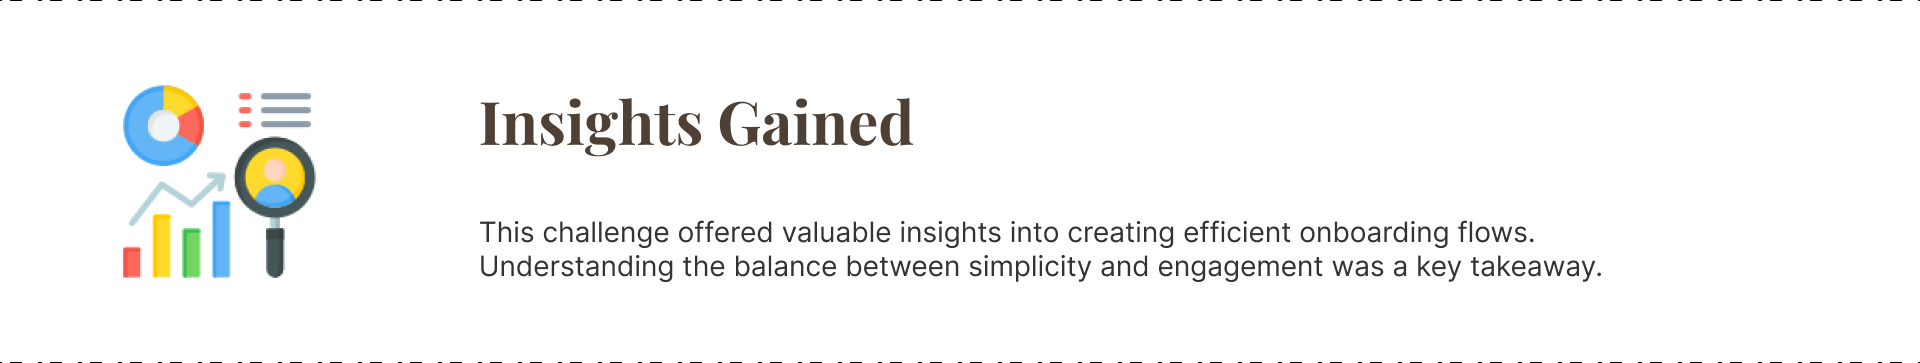 Insights Gained
This challenge offered valuable insights into creating efficient onboarding flows.
Understanding the balance between simplicity and engagement was a key takeaway.